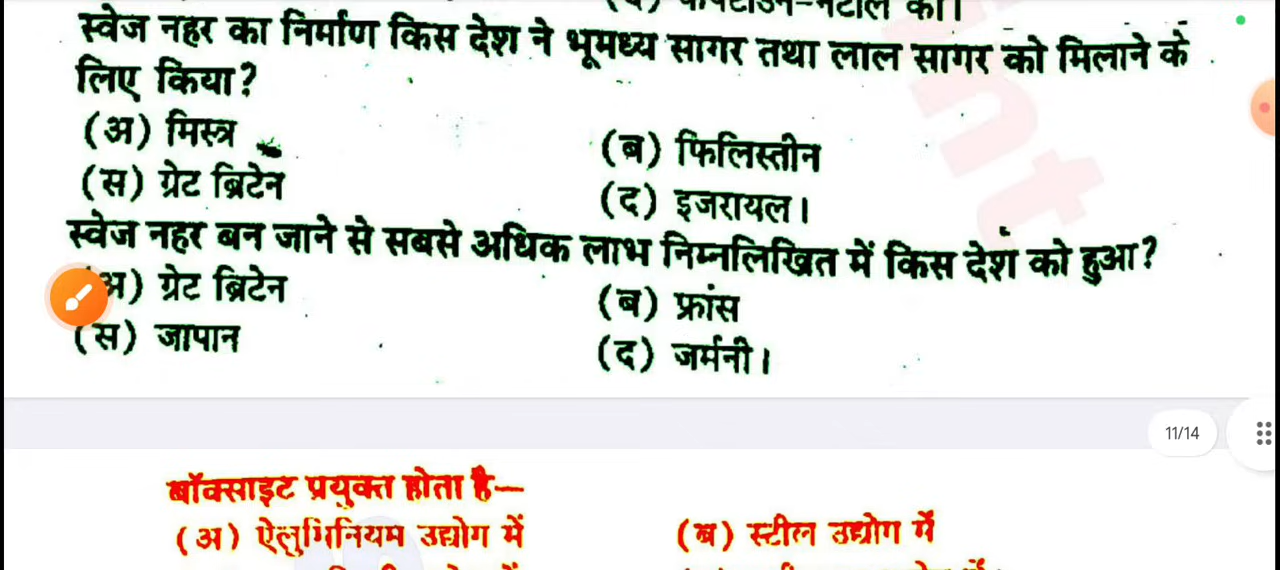 स्वेज नहर का निर्माण किस देश ने भूमध्य सागर तथा लाल सागर को मिलाने के
लिए किया?
(अ) मिस्त्र
(ब) फिलिस्तीन
(स) ग्रेट ब्रिटेन
(द) इजरायल।
स्वेज नहर बन जाने से सबसे अधिक लाभ निम्नलिखित में किस देश को हुआ?
अ) ग्रेट ब्रिटेन
(ब) फ्रांस
(स) जापान
(द) जर्मनी।
11/14
बॉक्साइट प्रयुक्त होता है—
(अ) ऐलुमिनियम उद्योग में
(ब) स्टील उद्योग में